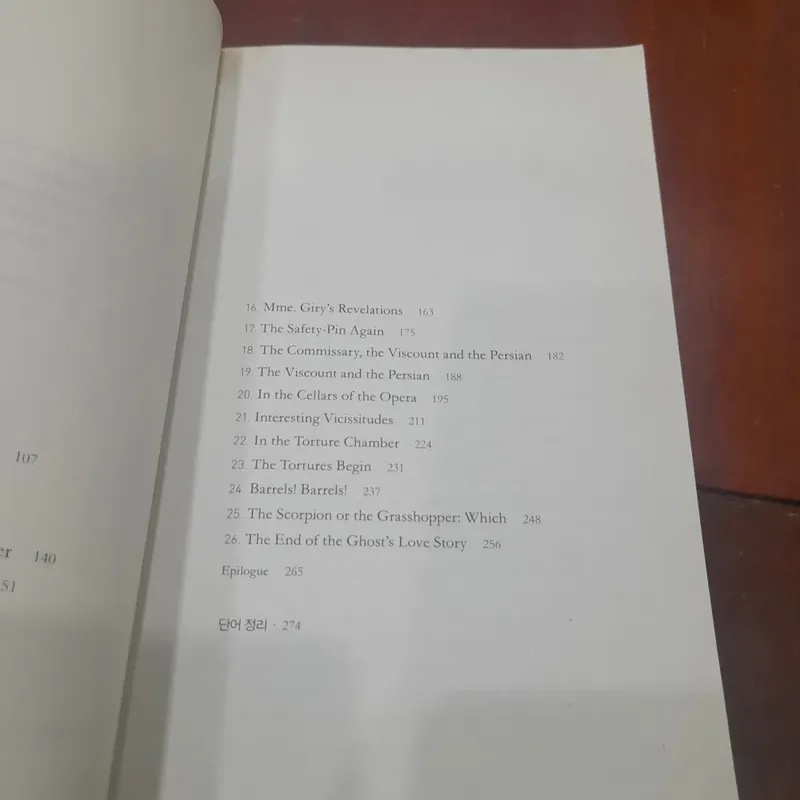 107
er 140
51
16. Mme. Giry's Revelations 163
17. The Safety-Pin Again 175
18. The Commissary, the Viscount and the Persian 182
19. The Viscount and the Persian 188
20. In the Cellars of the Opera 195
21. Interesting Vicissitudes 211
22. In the Torture Chamber 224
23. The Tortures Begin 231
24. Barrels! Barrels! 237
25. The Scorpion or the Grasshopper: Which 248
26. The End of the Ghost's Love Story 256
Epilogue 265
단어 정리 · 274